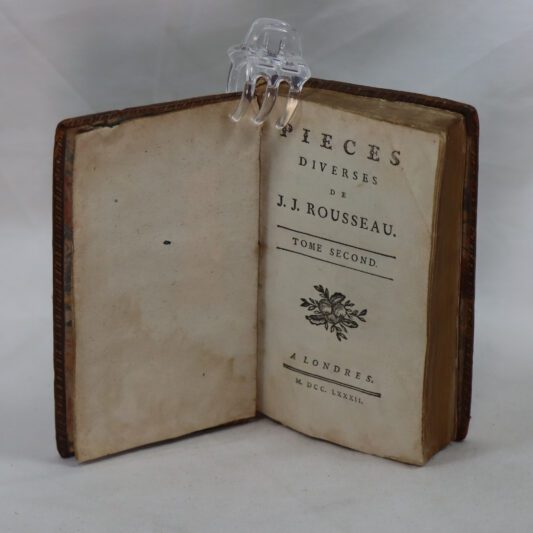 PIECES
DIVERSES
DE
J. J. ROUSSEAU.
TOME SECOND.
A LONDRES.
M. DCC. LXXXII.